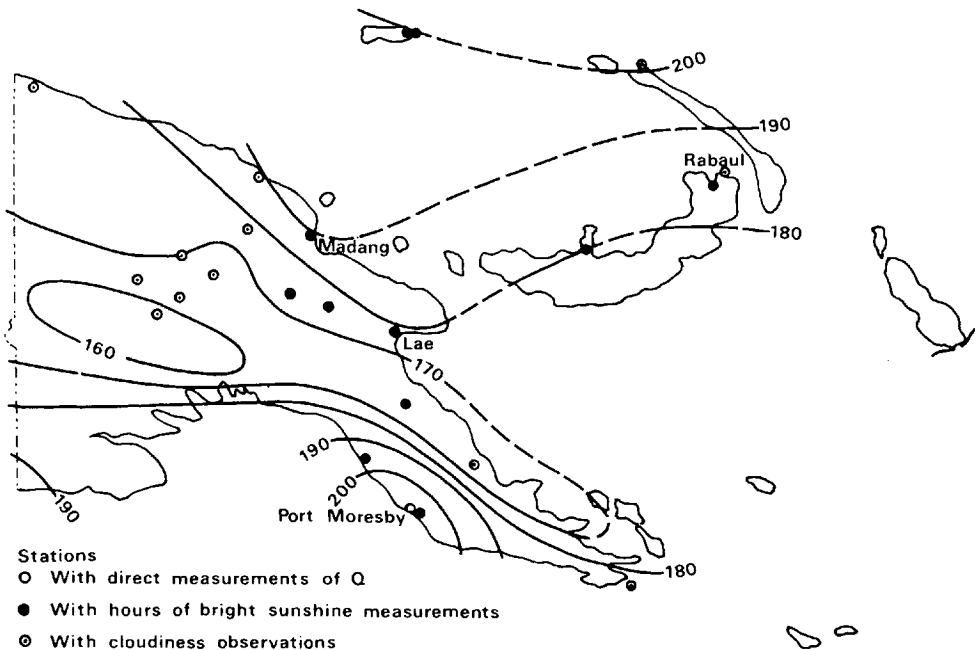 200
190
Rabaul
180
Madang
Lae
160
170
190
200
190
Port Moresby
180
Stations
With direct measurements of Q
With hours of bright sunshine measurements
With cloudiness observations